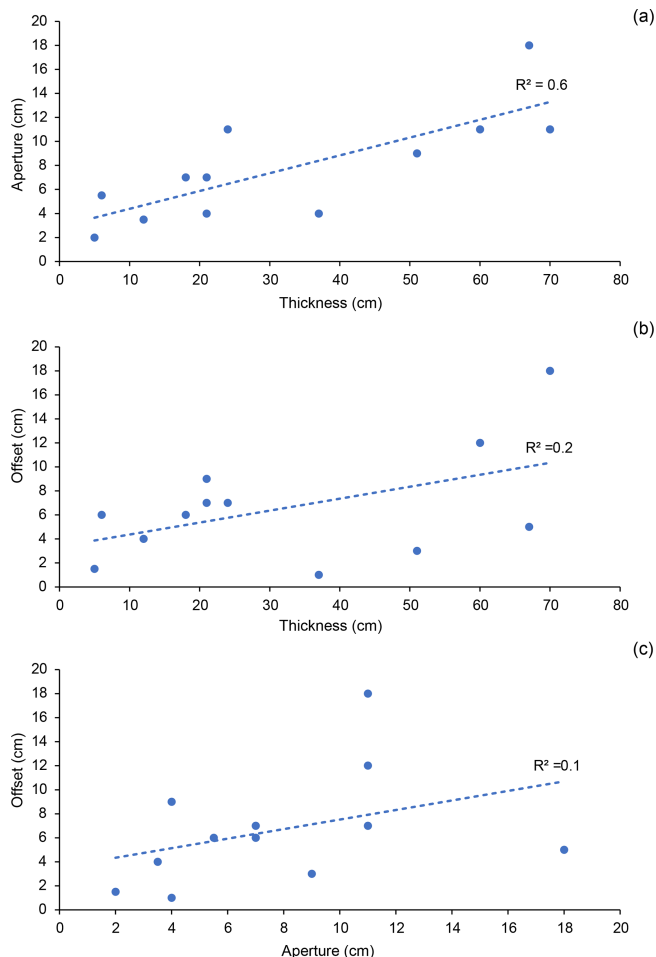 (a)
20
18
16
14
12
10
8
6
4
2
0
Aperture (cm)
R² = 0.6
0 10 20 30 40 50 60 70 80
Thickness (cm)
(b)
20
18
16
14
12
10
8
6
4
2
0
Offset (cm)
R² =0.2
0 10 20 30 40 50 60 70 80
Thickness (cm)
(c)
20
18
16
14
12
10
8
6
4
2
0
Offset (cm)
R² =0.1
0 2 4 6 8 10 12 14 16 18 20
Aperture (cm)